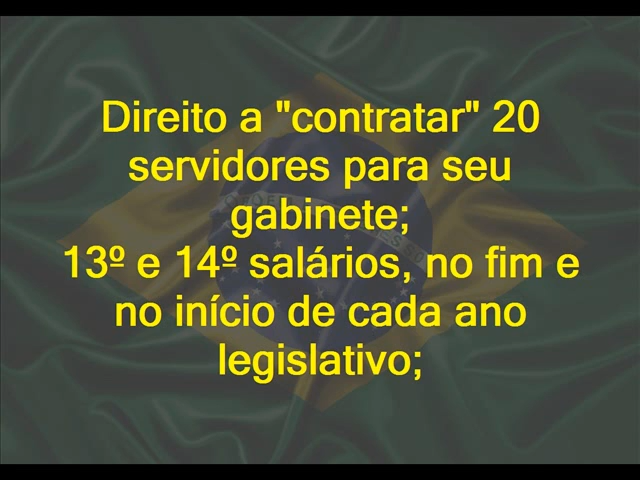 Direito a "contratar" 20
servidores para seu
gabinete;
13º e 14º salários, no fim e
no início de cada ano
legislativo;